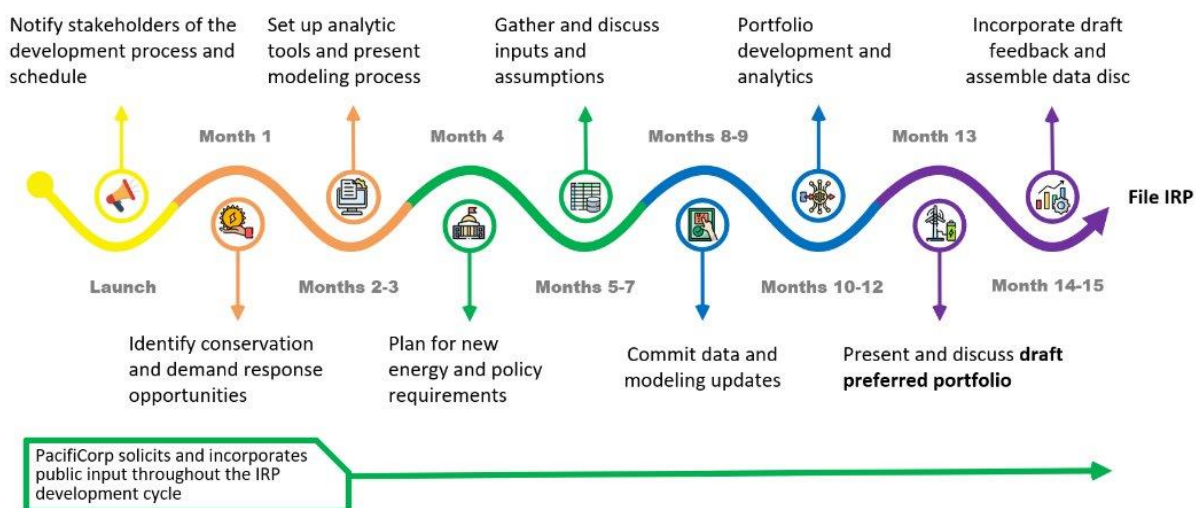 Notify stakeholders of the
development process and
schedule
Set up analytic
tools and present
modeling process
Gather and discuss
inputs and
assumptions
Portfolio
development and
analytics
Incorporate draft
feedback and
assemble data disc
Month 1
Month 4
Months 8-9
Month 13
File IRP
Launch
Months 2-3
Months 5-7
Months 10-12
Month 14-15
Identify conservation
and demand response
opportunities
Plan for new
energy and policy
requirements
Commit data and
modeling updates
Present and discuss draft
preferred portfolio
PacifiCorp solicits and incorporates
public input throughout the IRP
development cycle